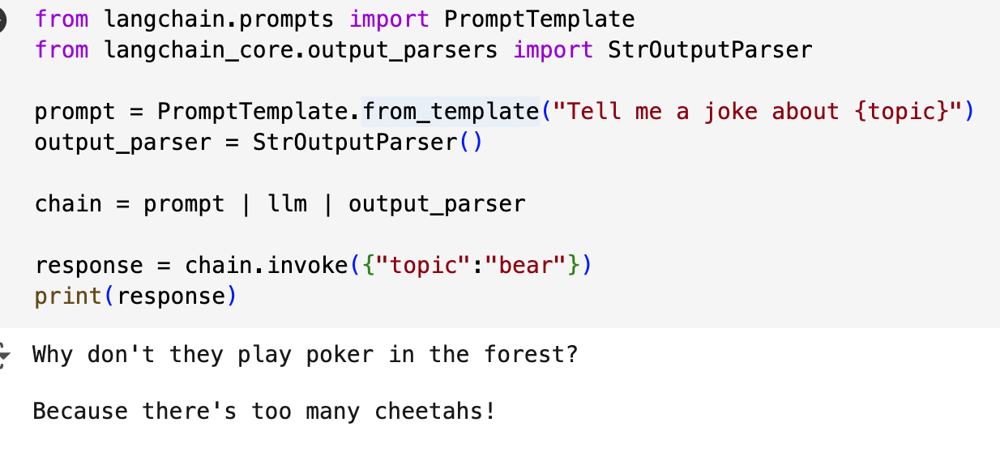 from langchain.prompts import PromptTemplate
from langchain_core.output_parsers import StrOutputParser
prompt = PromptTemplate.from_template("Tell me a joke about {topic}")
output_parser = StrOutputParser()
chain = prompt | llm | output_parser
response = chain.invoke({"topic":"bear"})
print(response)
Why don't they play poker in the forest?
Because there's too many cheetahs!